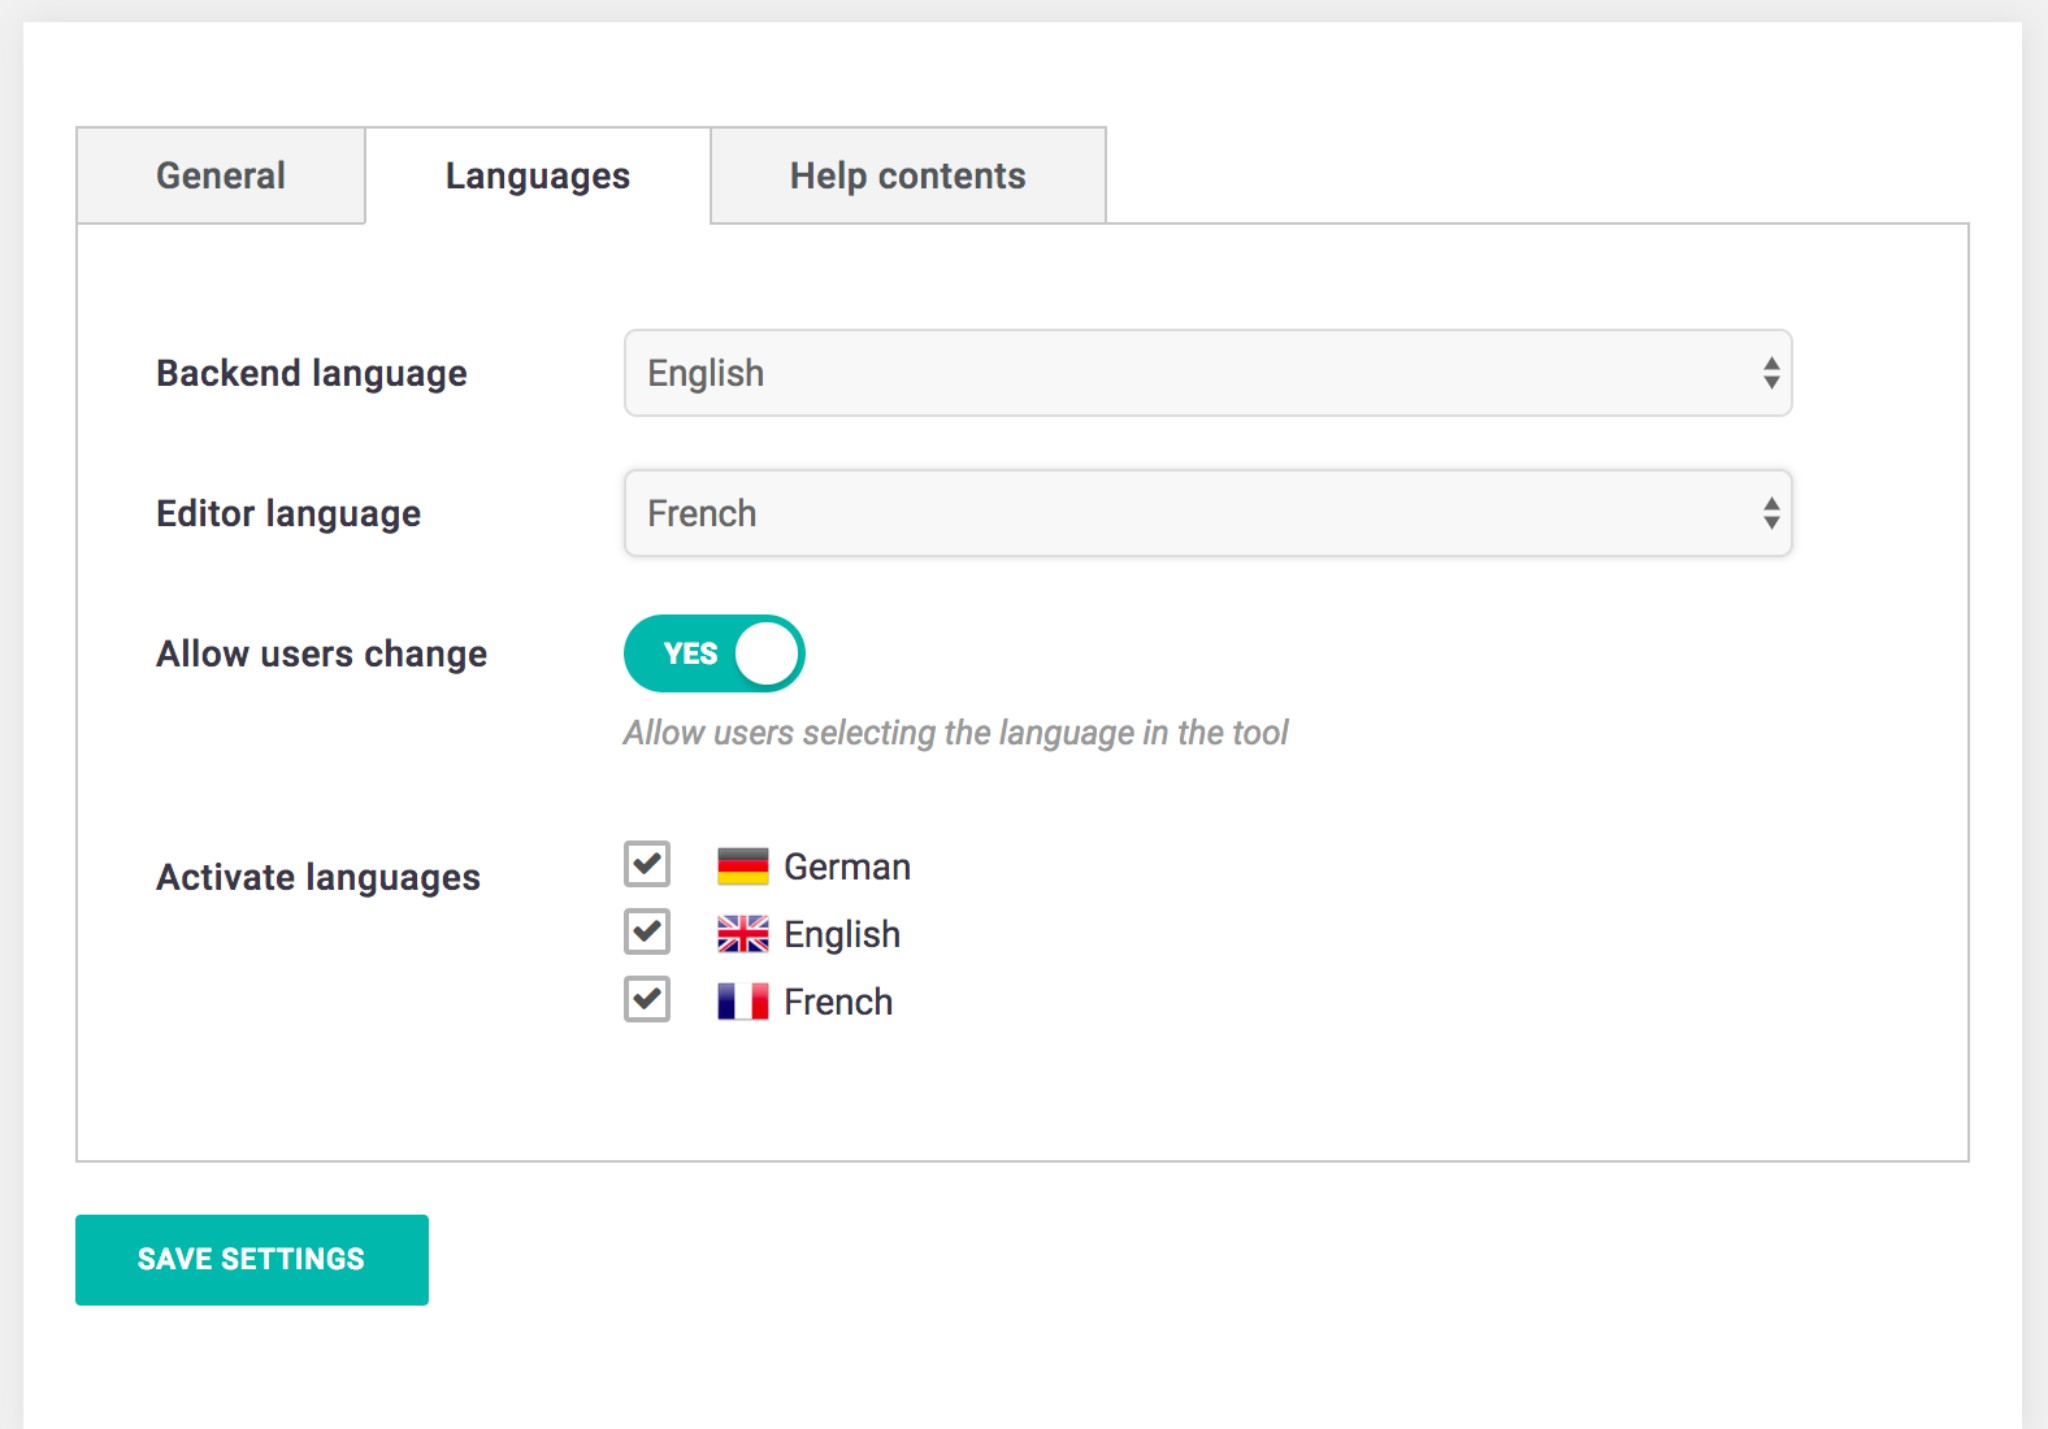 General Languages Help contents
Backend language English
Editor language French
Allow users change YES
Allow users selecting the language in the tool
Activate languages German
English
French
SAVE SETTINGS